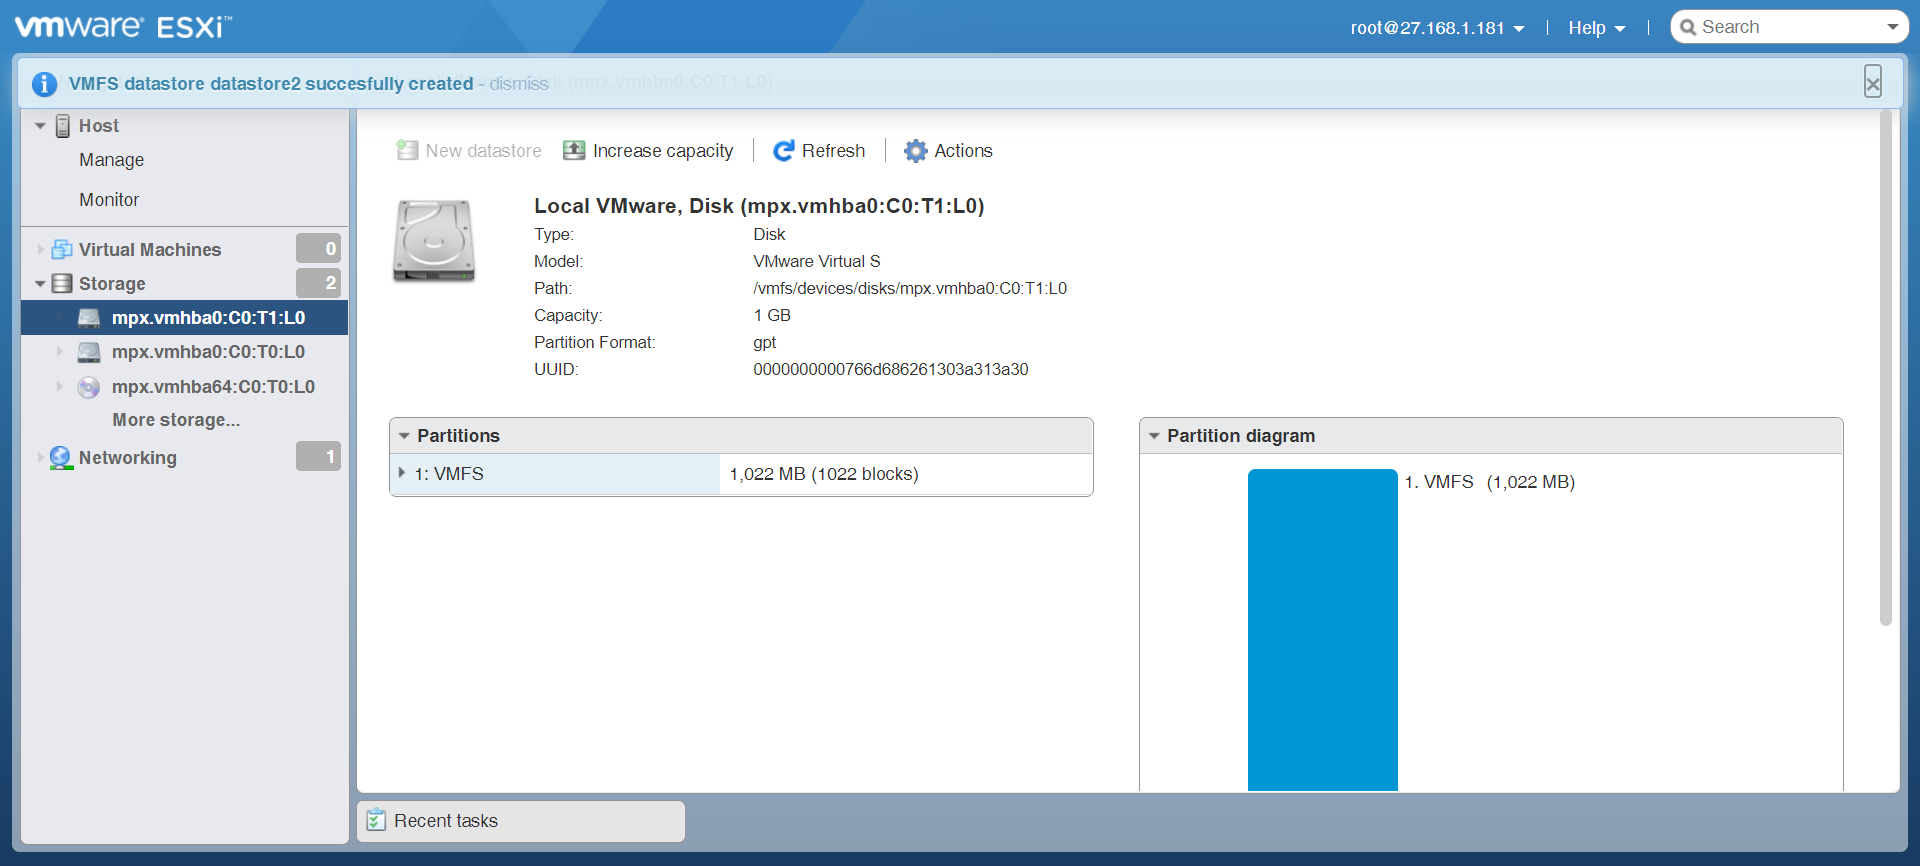 vmware ESXi™
root@27.168.1.181
Help
Search
VMFS datastore datastore2 succesfully created - dismiss
(mpx.vmhba0:C0:T1:L0)
Host
Manage
Monitor
Virtual Machines 0
Storage 2
mpx.vmhba0:C0:T1:L0
mpx.vmhba0:C0:T0:L0
mpx.vmhba64:C0:T0:L0
More storage...
Networking 1
New datastore Increase capacity Refresh Actions
Local VMware, Disk (mpx.vmhba0:C0:T1:L0)
Type: Disk
Model: VMware Virtual S
Path: /vmfs/devices/disks/mpx.vmhba0:C0:T1:L0
Capacity: 1 GB
Partition Format: gpt
UUID: 0000000000766d686261303a313a30
Partitions
1: VMFS 1,022 MB (1022 blocks)
Partition diagram
1. VMFS (1,022 MB)
Recent tasks